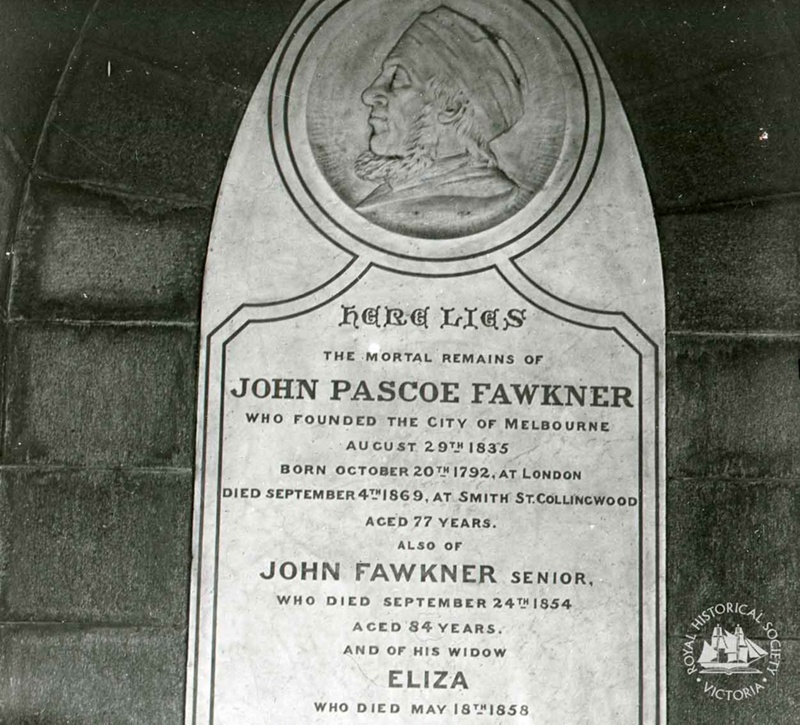 HERE LIES
THE MORTAL REMAINS OF
JOHN PASCOE FAWKNER
WHO FOUNDED THE CITY OF MELBOURNE
AUGUST 29TH 1835
BORN OCTOBER 20TH 1792, AT LONDON
DIED SEPTEMBER 4TH 1869, AT SMITH ST. COLLINGWOOD
AGED 77 YEARS.
ALSO OF
JOHN FAWKNER SENIOR,
WHO DIED SEPTEMBER 24TH 1854
AGED 84 YEARS.
AND OF HIS WIDOW
ELIZA
WHO DIED MAY 18TH 1858
ROYAL HISTORICAL SOCIETY
• VICTORIA •